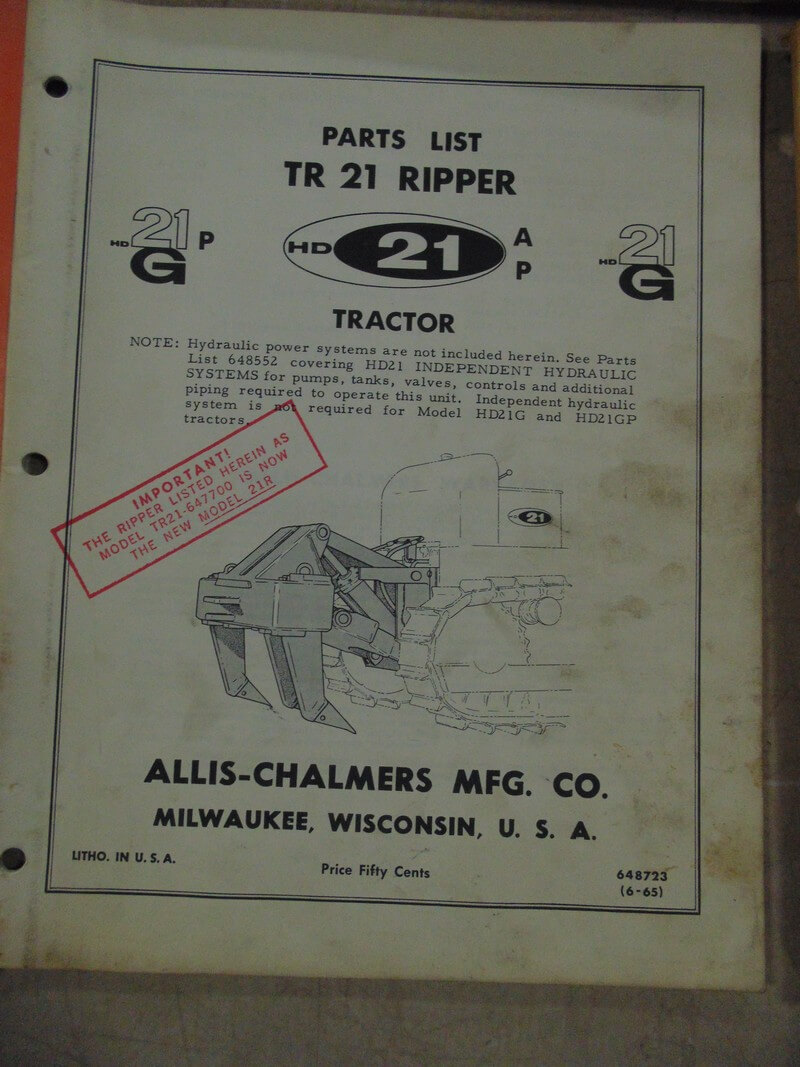 PARTS LIST
TR 21 RIPPER
HD 21 G P
HD 21 A P
HD 21 G
TRACTOR
NOTE: Hydraulic power systems are not included herein. See Parts
List 648552 covering HD21 INDEPENDENT HYDRAULIC
SYSTEMS for pumps, tanks, valves, controls and additional
piping required to operate this unit. Independent hydraulic
system is not required for Model HD21G and HD21GP
tractors.
IMPORTANT!
THE RIPPER LISTED HEREIN AS
MODEL TR21-647700 IS NOW
THE NEW MODEL 21R
21
ALLIS-CHALMERS MFG. CO.
MILWAUKEE, WISCONSIN, U. S. A.
LITHO. IN U. S. A.
Price Fifty Cents
648723
(6-65)